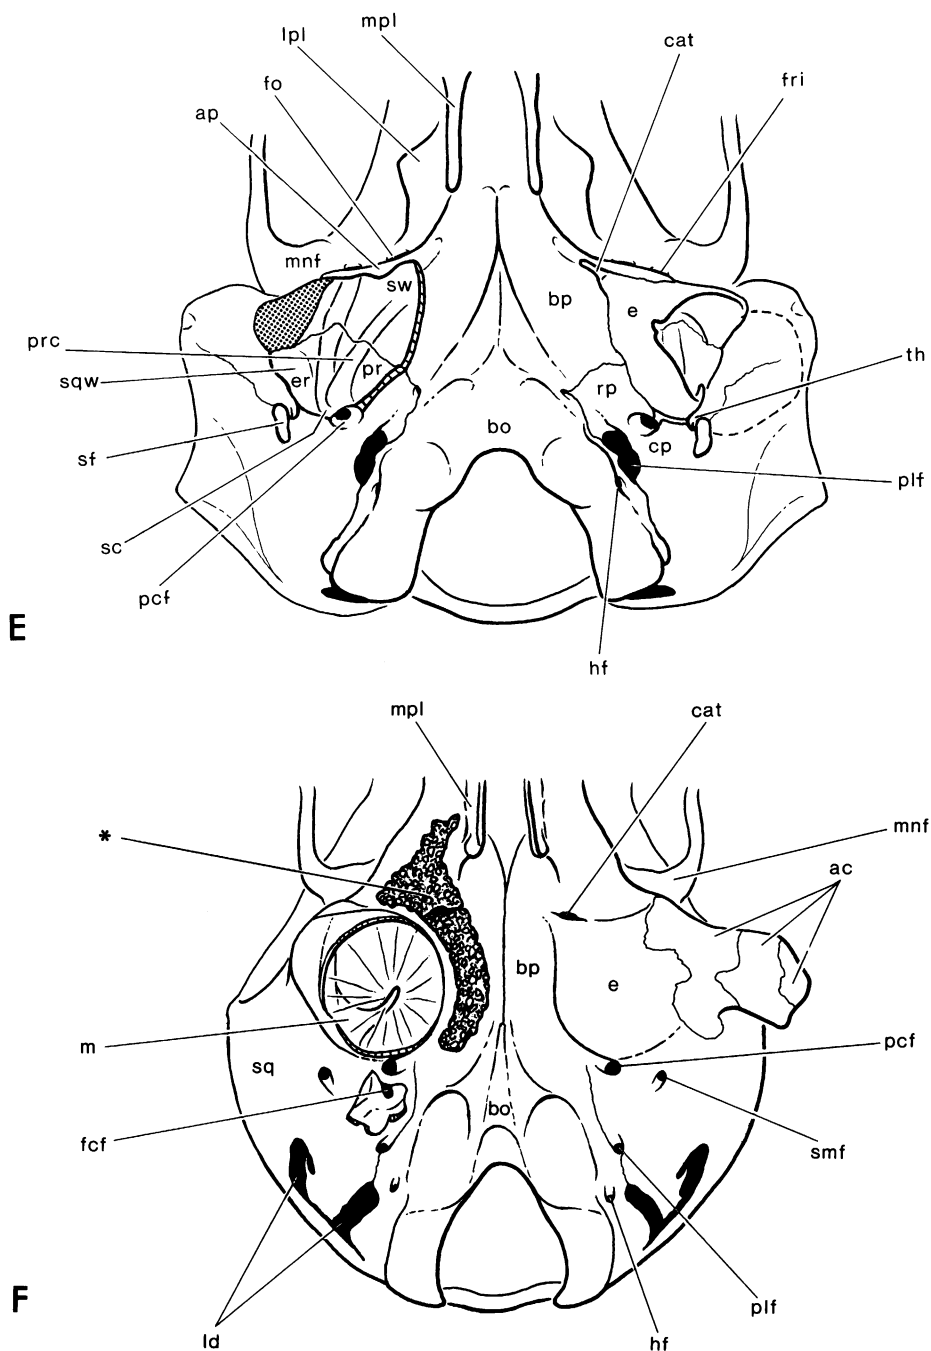 mpl
lpl
cat
fo
fri
ap
mnf
sw
bp
e
prc
th
sqw
er
pr
rp
bo
cp
sf
plf
sc
pcf
E
hf
mpl
cat
*
mnf
ac
bp
e
m
pcf
sq
bo
fcf
smf
F
plf
ld
hf